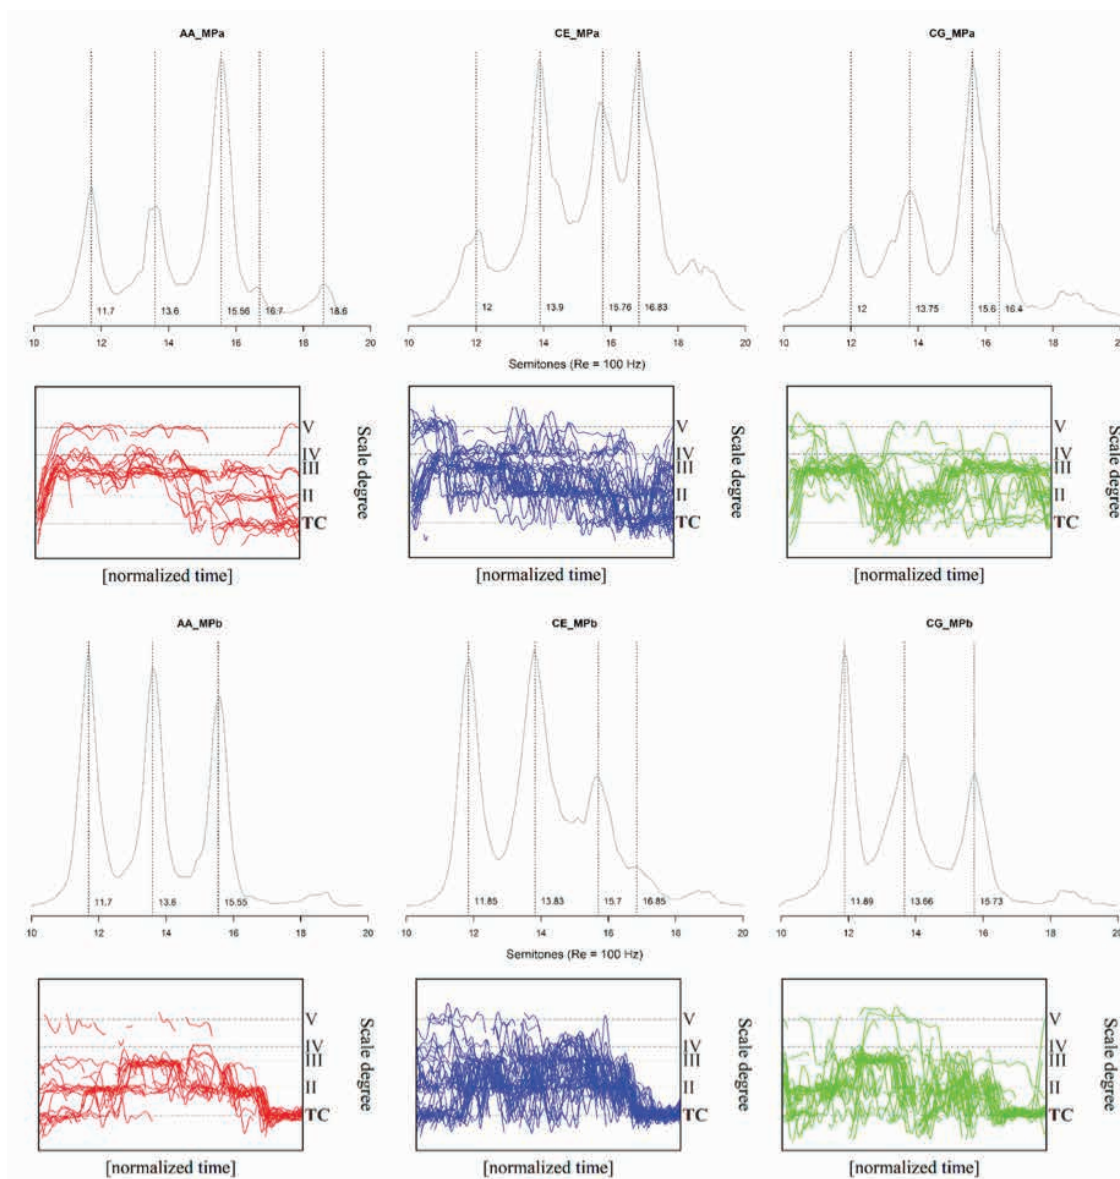 AA_MPa CE_MPa CG_MPa
11.7 13.6 15.56 16.7 18.6 12 13.9 15.76 16.83 12 13.75 15.6 16.4
10 12 14 16 18 20 10 12 14 16 18 20 10 12 14 16 18 20
Semitones (Re = 100 Hz)
V V V
IV IV IV
III III III
II II II
TC TC TC
Scale degree Scale degree Scale degree
[normalized time] [normalized time] [normalized time]
AA_MPb CE_MPb CG_MPb
11.7 13.6 15.55 11.85 13.83 15.7 16.85 11.89 13.66 15.73
10 12 14 16 18 20 10 12 14 16 18 20 10 12 14 16 18 20
Semitones (Re = 100 Hz)
V V V
IV IV IV
III III III
II II II
TC TC TC
Scale degree Scale degree Scale degree
[normalized time] [normalized time] [normalized time]